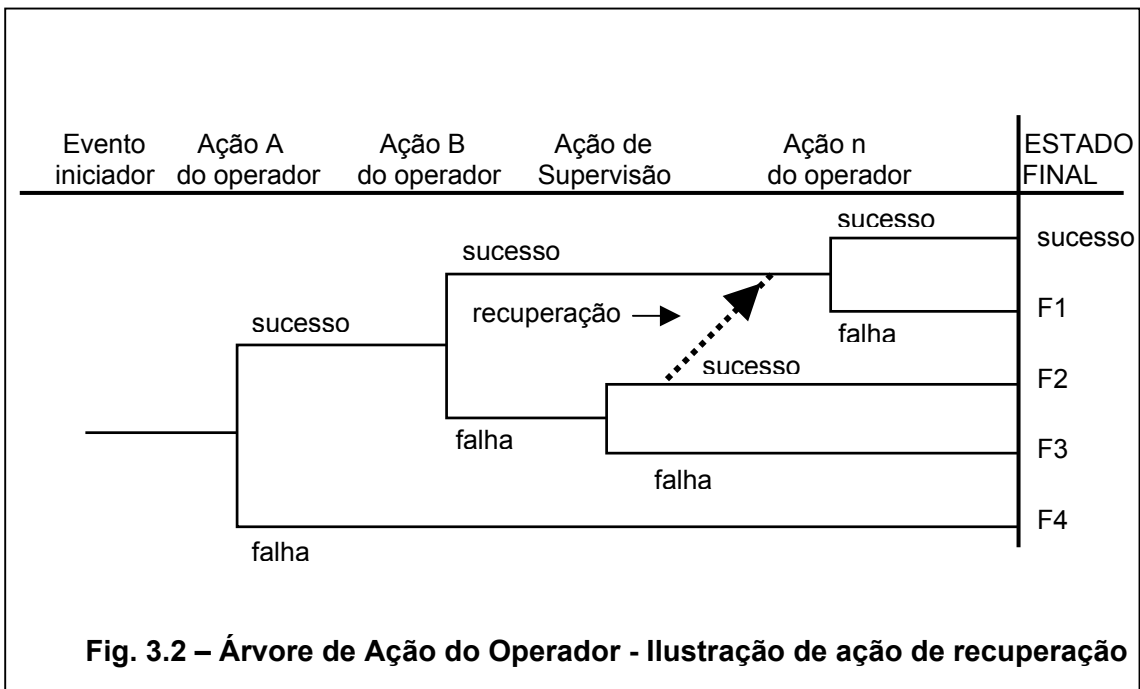 Evento Ação A Ação B Ação de Ação n ESTADO
iniciador do operador do operador Supervisão do operador FINAL
sucesso
sucesso
sucesso
recuperação
F1
sucesso
falha
sucesso
F2
falha
F3
falha
F4
falha
Fig. 3.2 – Árvore de Ação do Operador - Ilustração de ação de recuperação